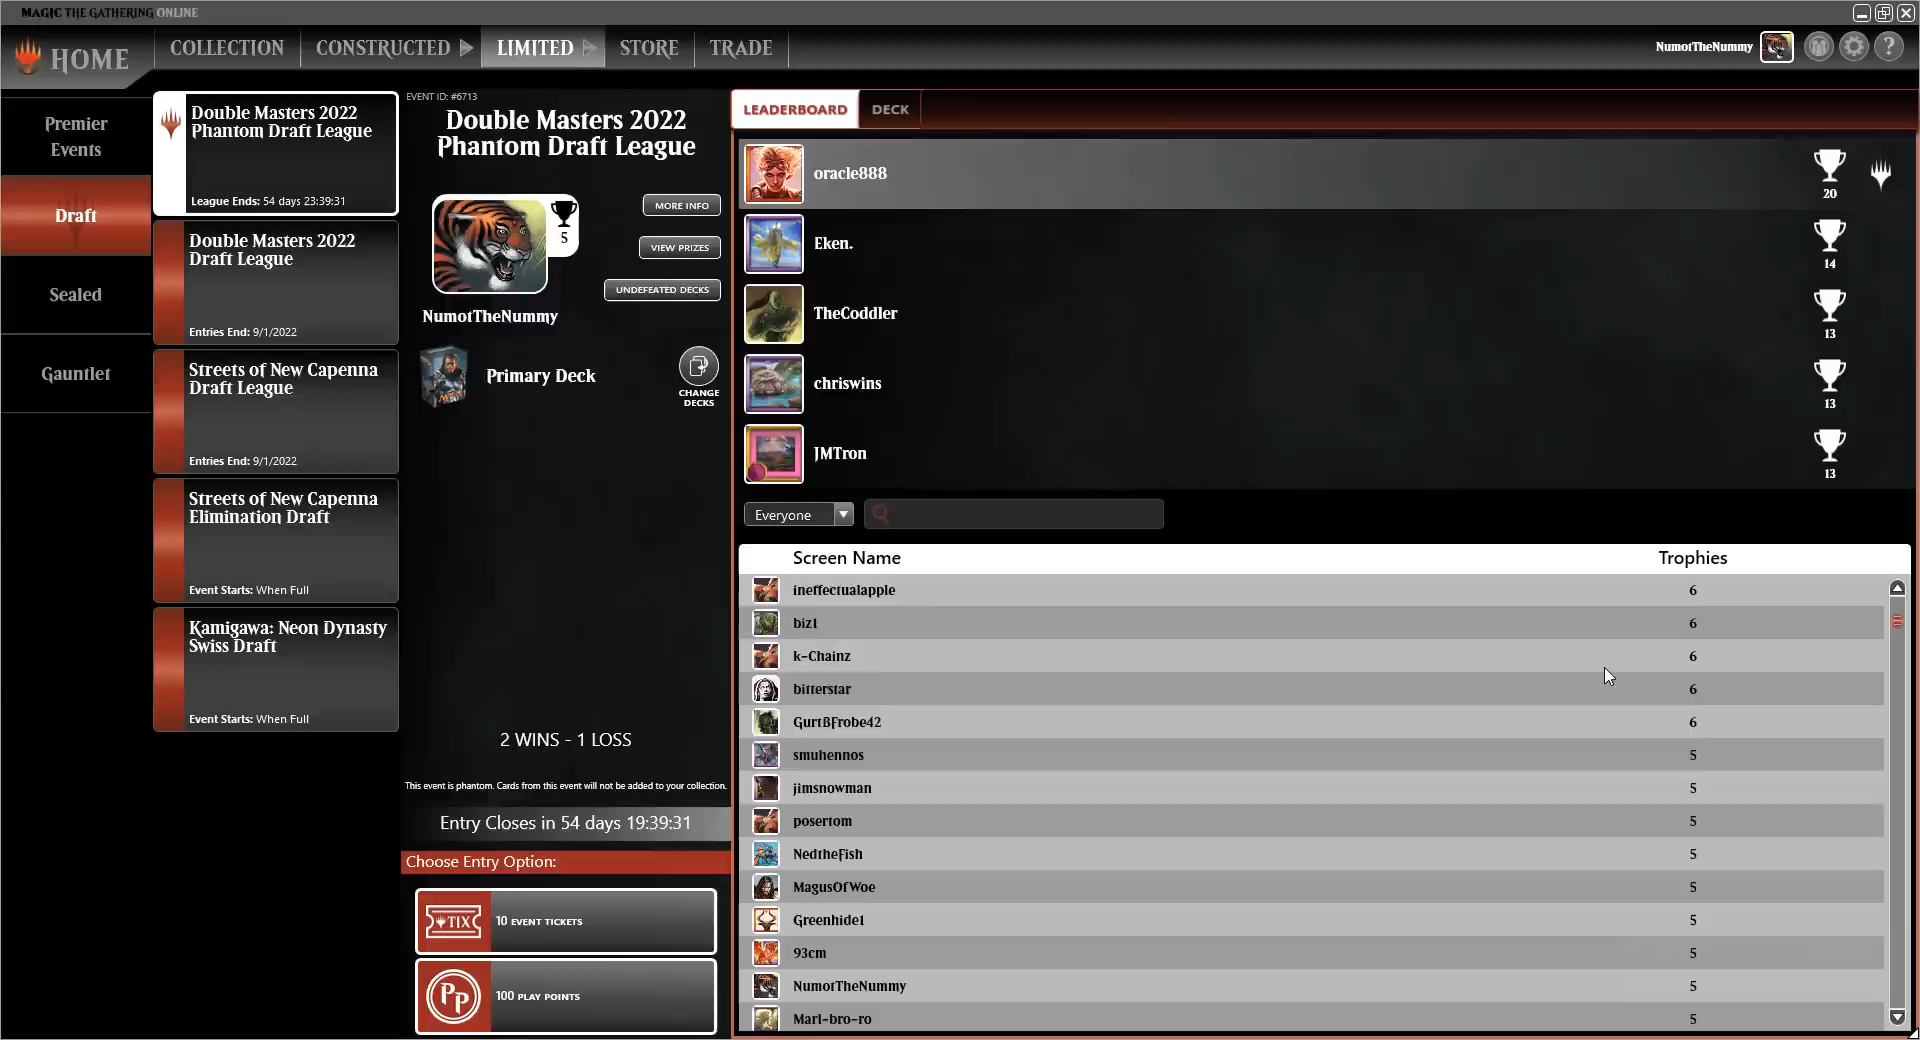 MAGIC THE GATHERING ONLINE
HOME
COLLECTION
CONSTRUCTED
LIMITED
STORE
TRADE
NumotTheNummy
?
Premier
Events
Draft
Sealed
Gauntlet
Double Masters 2022
Phantom Draft League
League Ends: 54 days 23:39:31
Double Masters 2022
Draft League
Entries End: 9/1/2022
Streets of New Capenna
Draft League
Entries End: 9/1/2022
Streets of New Capenna
Elimination Draft
Event Starts: When Full
Kamigawa: Neon Dynasty
Swiss Draft
Event Starts: When Full
EVENT ID: #6713
Double Masters 2022
Phantom Draft League
5
MORE INFO
VIEW PRIZES
UNDEFEATED DECKS
NumotTheNummy
Primary Deck
CHANGE
DECKS
2 WINS - 1 LOSS
This event is phantom. Cards from this event will not be added to your collection.
Entry Closes in 54 days 19:39:31
Choose Entry Option:
TIX
10 EVENT TICKETS
PP
100 PLAY POINTS
LEADERBOARD
DECK
oracle888
20
Eken.
14
TheCoddler
13
chriswins
13
JMTron
13
Everyone
Screen Name Trophies
ineffectualapple 6
biz1 6
k-Chainz 6
bitterstar 6
GurtBFrobe42 6
smuhennos 5
jimsnowman 5
posertom 5
NedtheFish 5
MagusOfWoe 5
Greenhide1 5
93cm 5
NumotTheNummy 5
Marl-bro-ro 5